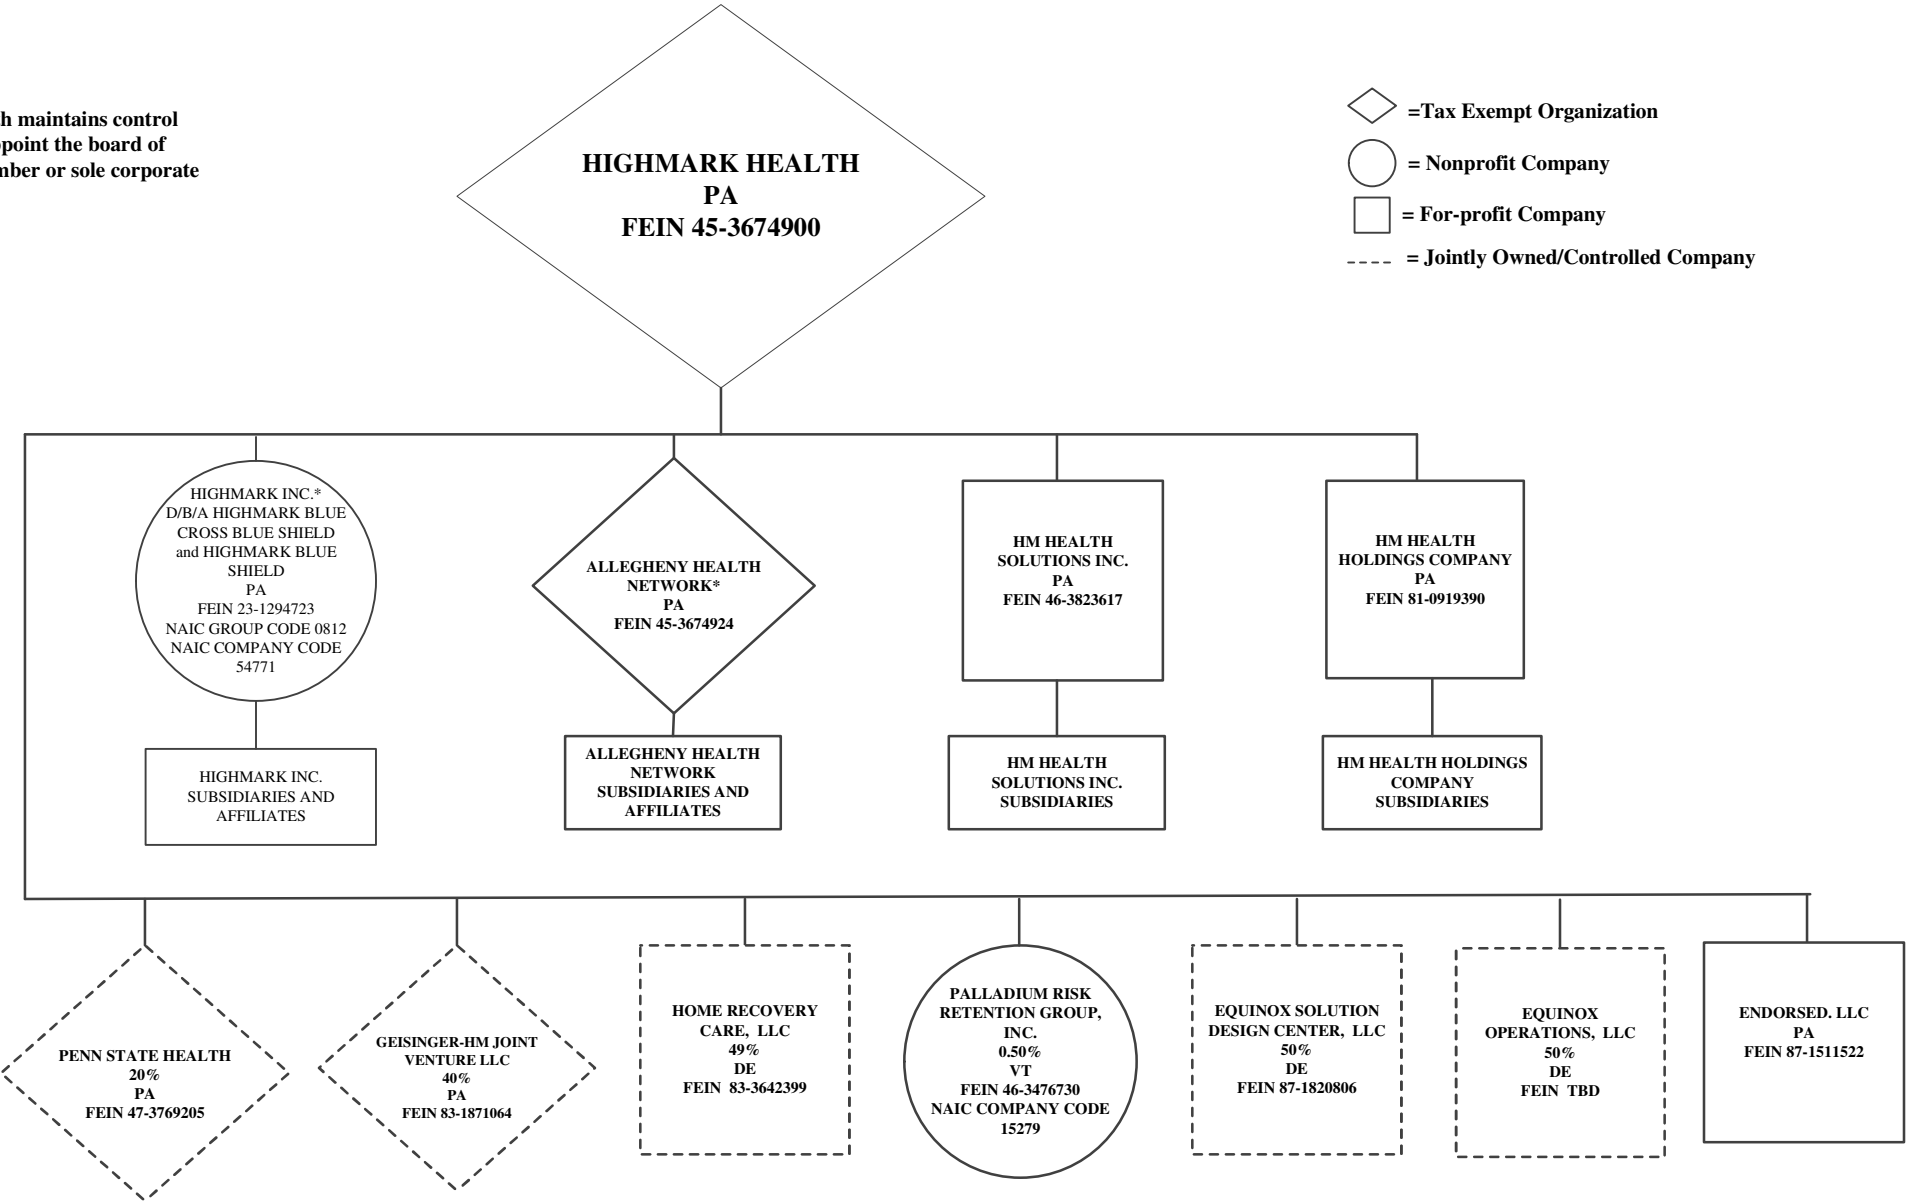 th maintains control
point the board of
mber or sole corporate
HIGHMARK HEALTH
PA
FEIN 45-3674900
=Tax Exempt Organization
= Nonprofit Company
= For-profit Company
= Jointly Owned/Controlled Company
HIGHMARK INC.*
D/B/A HIGHMARK BLUE
CROSS BLUE SHIELD
and HIGHMARK BLUE
SHIELD
PA
FEIN 23-1294723
NAIC GROUP CODE 0812
NAIC COMPANY CODE
54771
ALLEGHENY HEALTH
NETWORK*
PA
FEIN 45-3674924
HM HEALTH
SOLUTIONS INC.
PA
FEIN 46-3823617
HM HEALTH
HOLDINGS COMPANY
PA
FEIN 81-0919390
HIGHMARK INC.
SUBSIDIARIES AND
AFFILIATES
ALLEGHENY HEALTH
NETWORK
SUBSIDIARIES AND
AFFILIATES
HM HEALTH
SOLUTIONS INC.
SUBSIDIARIES
HM HEALTH HOLDINGS
COMPANY
SUBSIDIARIES
PENN STATE HEALTH
20%
PA
FEIN 47-3769205
GEISINGER-HM JOINT
VENTURE LLC
40%
PA
FEIN 83-1871064
HOME RECOVERY
CARE, LLC
49%
DE
FEIN 83-3642399
PALLADIUM RISK
RETENTION GROUP,
INC.
0.50%
VT
FEIN 46-3476730
NAIC COMPANY CODE
15279
EQUINOX SOLUTION
DESIGN CENTER, LLC
50%
DE
FEIN 87-1820806
EQUINOX
OPERATIONS, LLC
50%
DE
FEIN TBD
ENDORSED. LLC
PA
FEIN 87-1511522